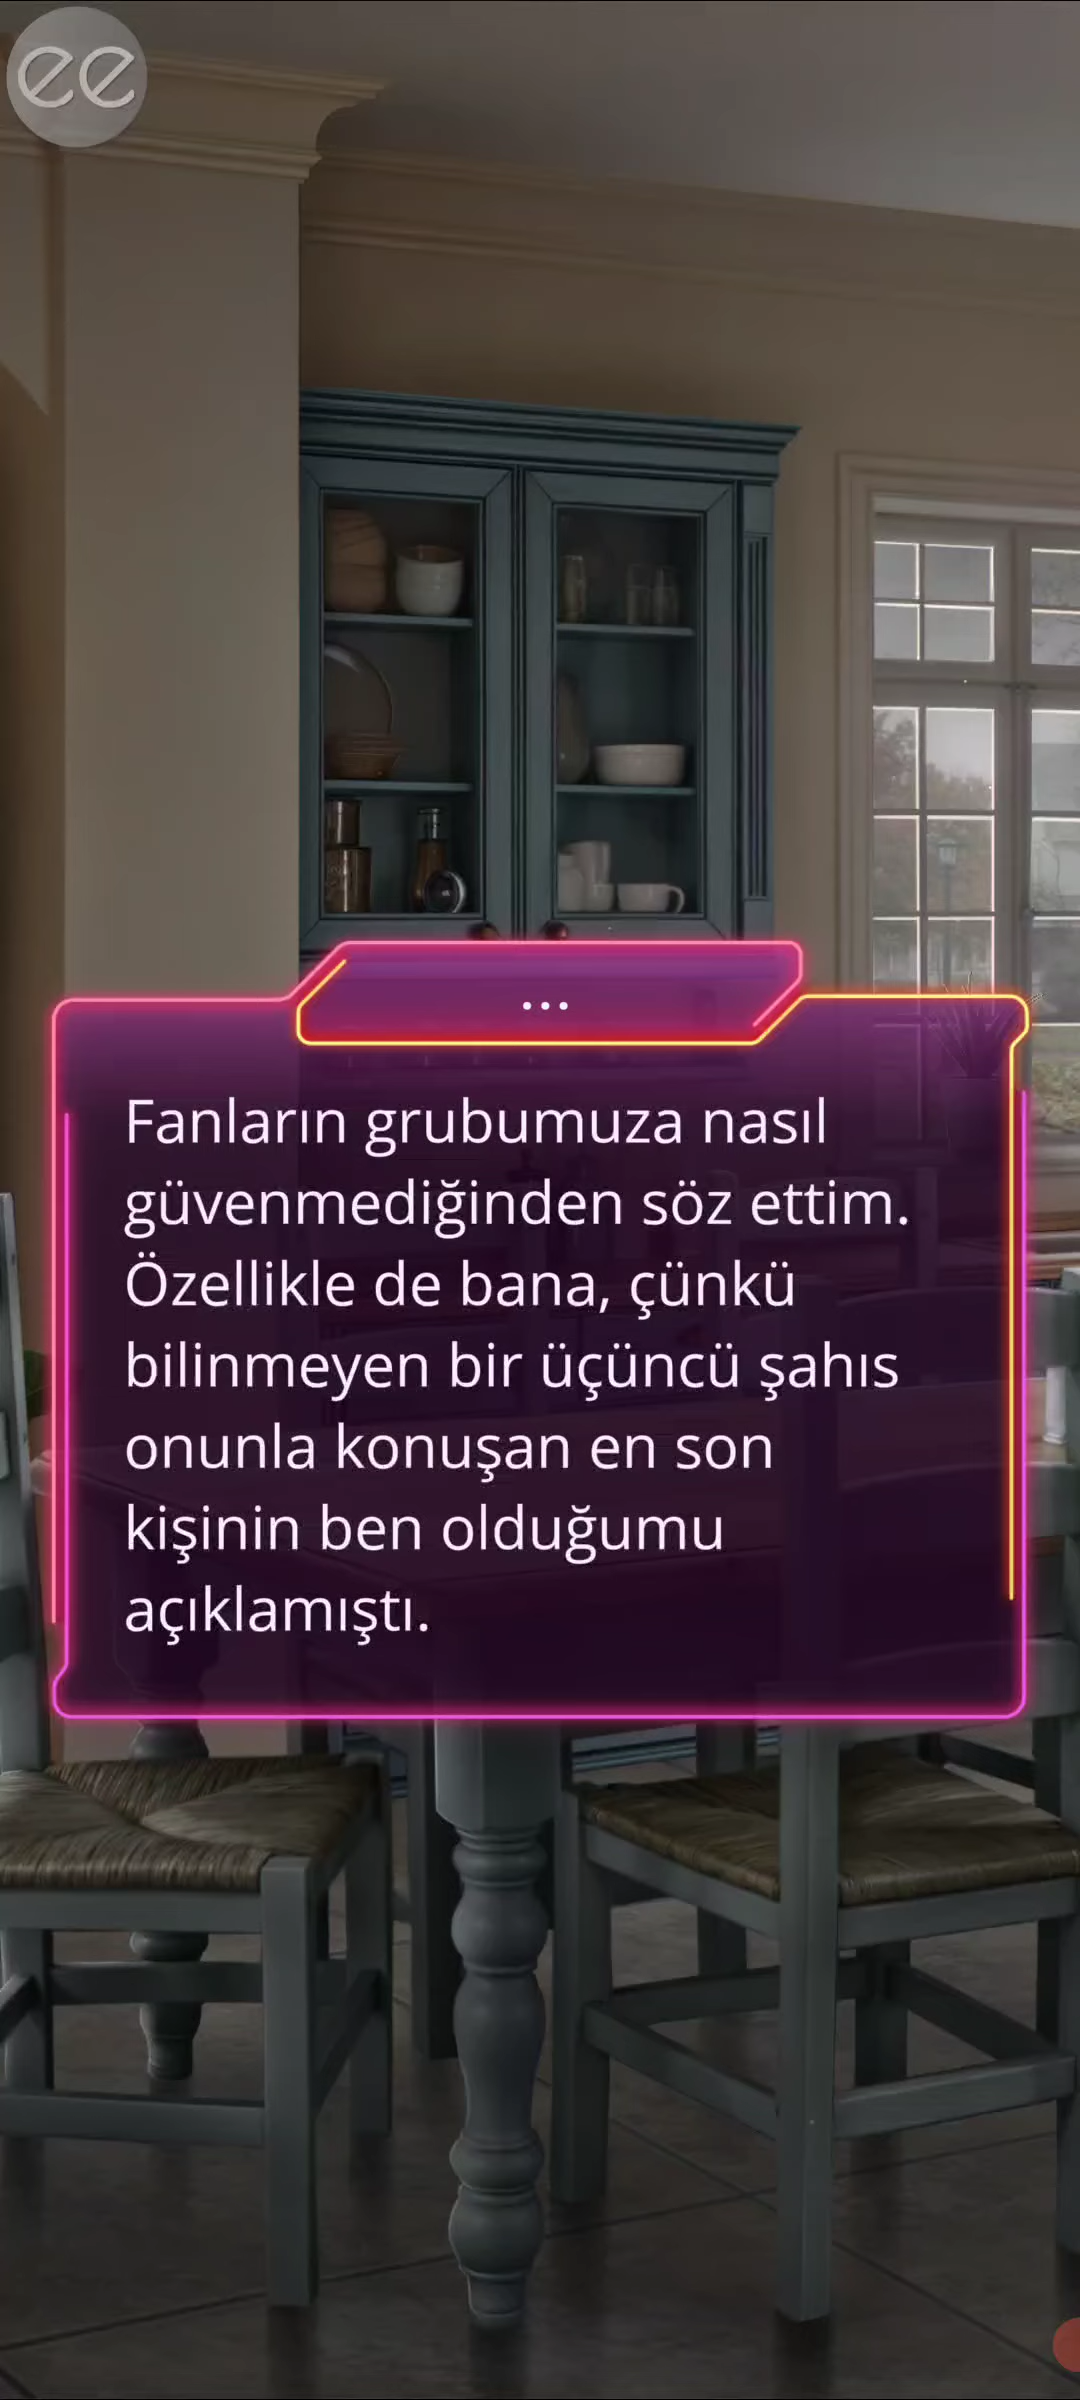 ee
...
Fanların grubumuza nasıl
güvenmediğinden söz ettim.
Özellikle de bana, çünkü
bilinmeyen bir üçüncü şahıs
onunla konuşan en son
kişinin ben olduğumu
açıklamıştı.